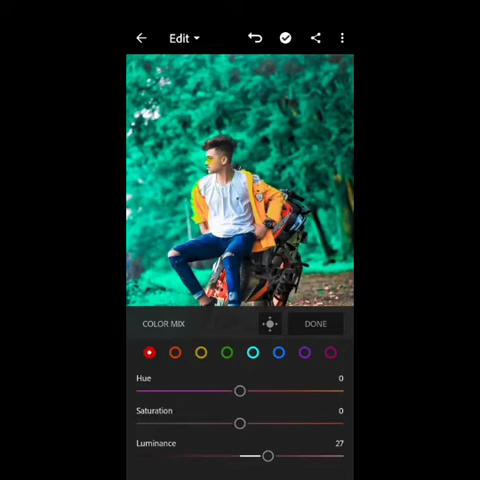 Edit
COLOR MIX
DONE
Hue 0
Saturation 0
Luminance 27